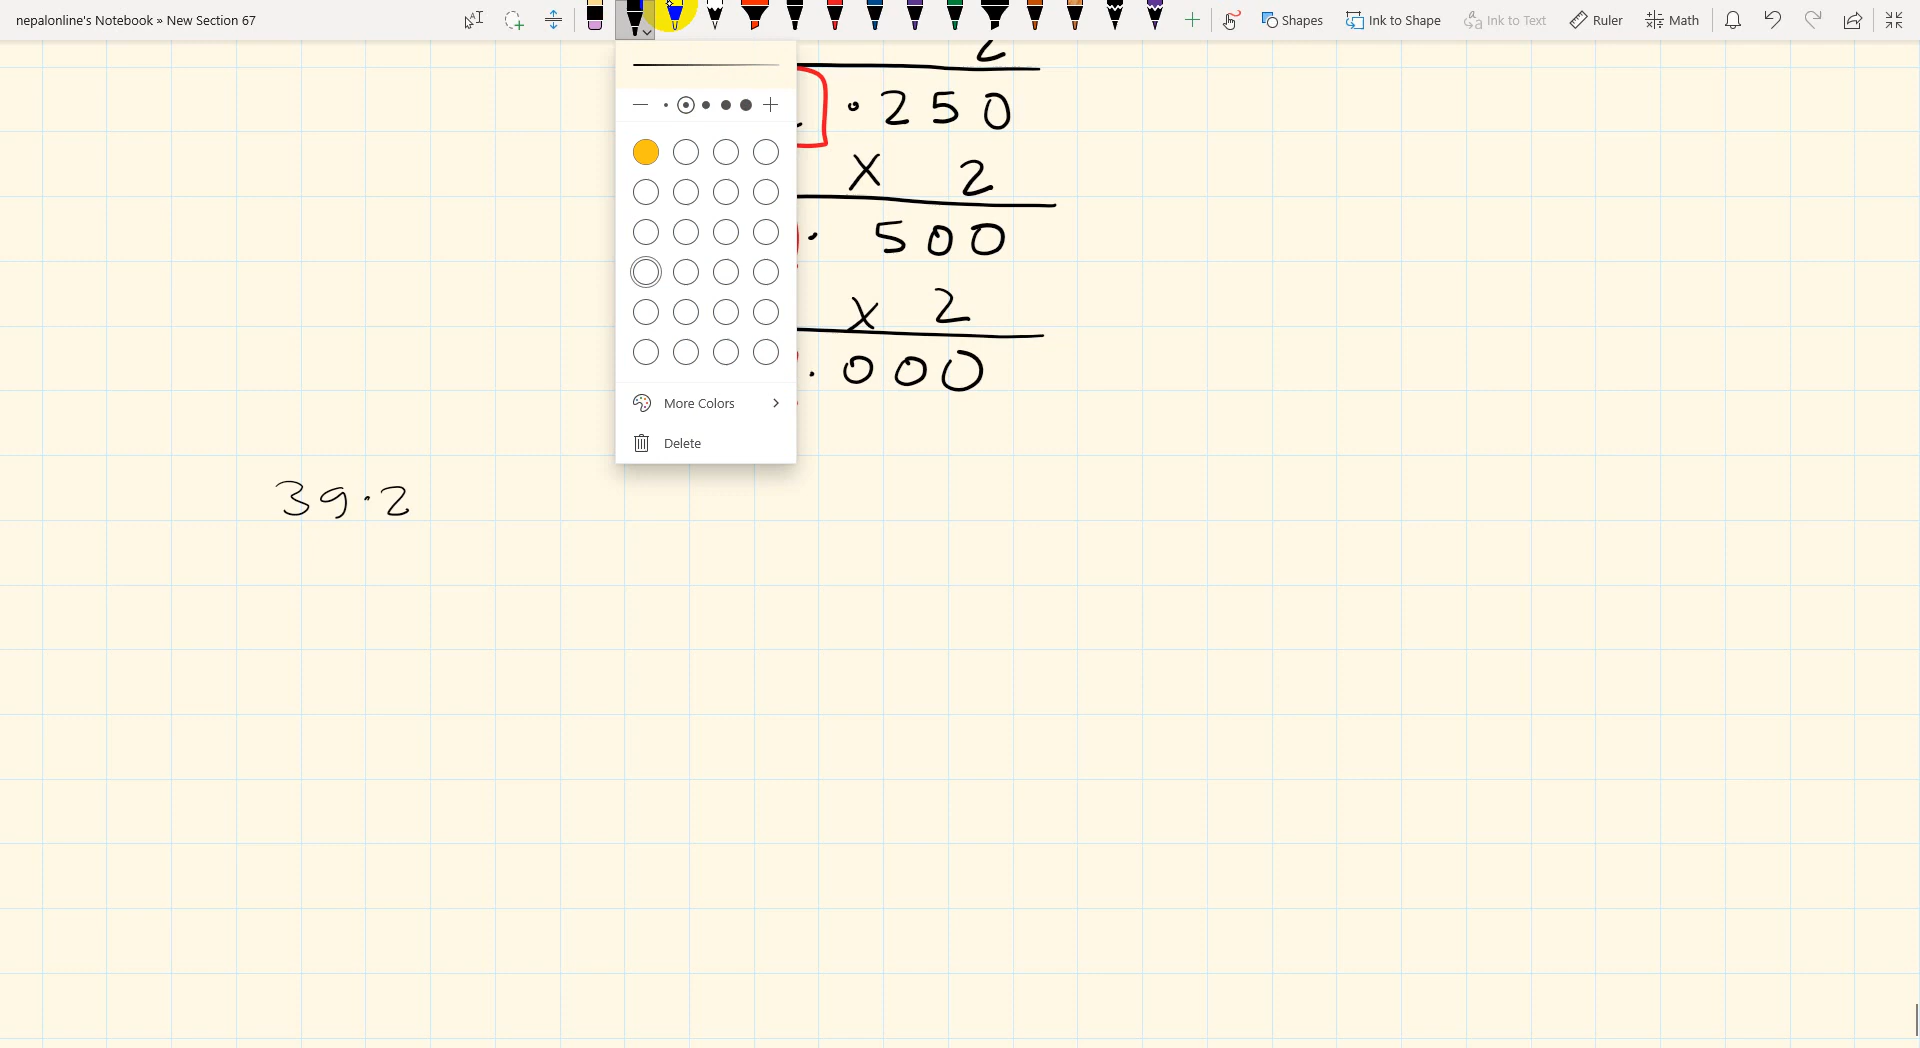 nepalonline's Notebook » New Section 67
Shapes
Ink to Shape
Ink to Text
Ruler
Math
2
.250
X 2
. 500
X 2
.000
More Colors
Delete
39.2